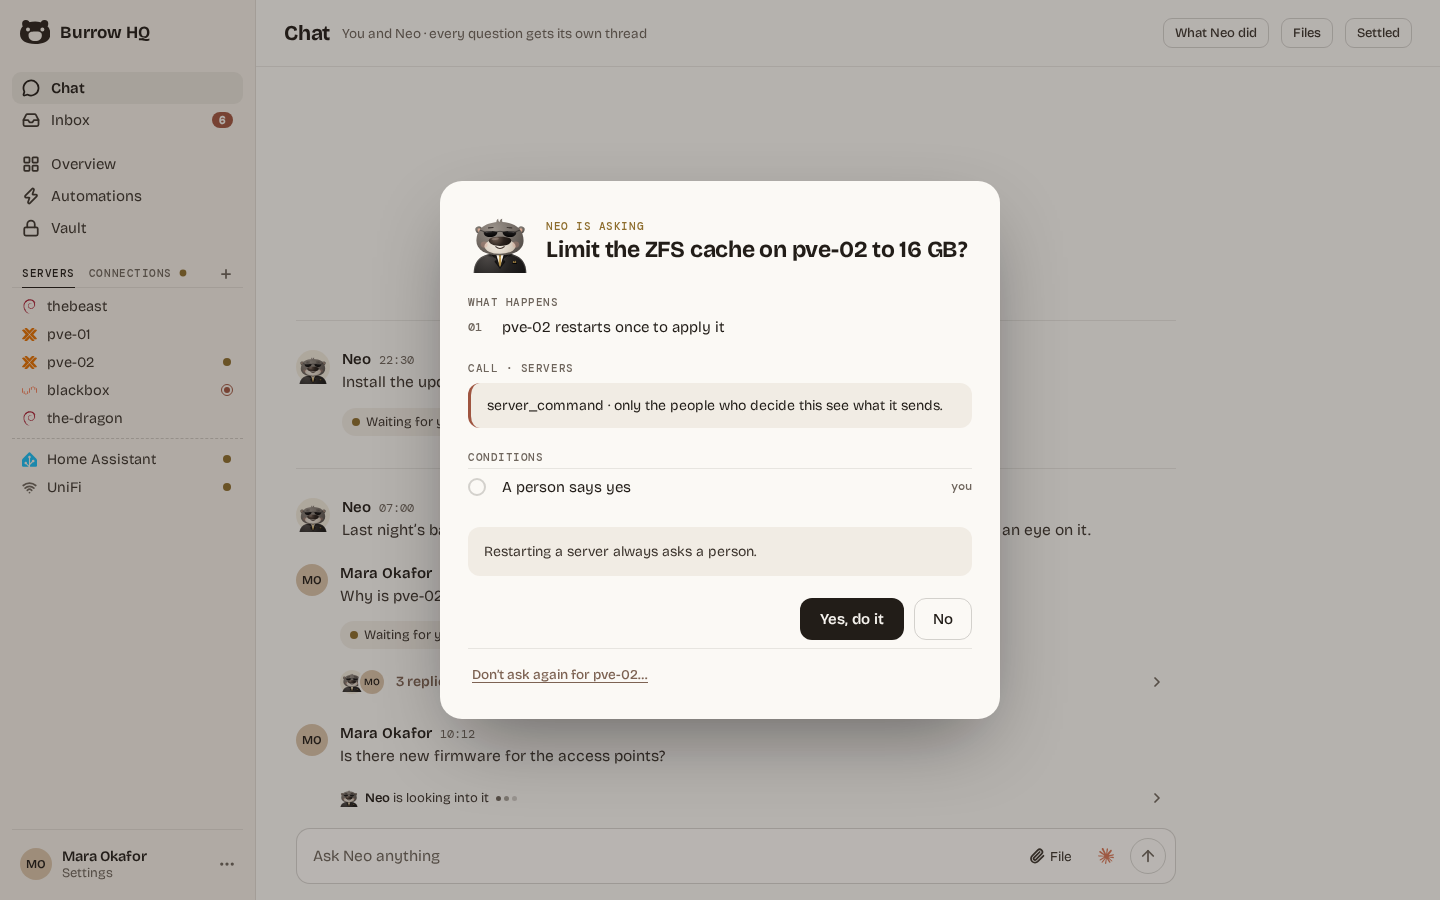 Burrow HQ
Chat
Inbox
6
Overview
Automations
Vault
SERVERS
CONNECTIONS
thebeast
pve-01
pve-02
blackbox
the-dragon
Home Assistant
UniFi
MO
Mara Okafor
Settings
Chat
You and Neo · every question gets its own thread
What Neo did
Files
Settled
Neo 22:30
Install the
Waiting for
Neo 07:00
Last night's
an eye on it.
MO
Mara Okafor
Why is pve-02
Waiting for
MO
3
MO
Mara Okafor 10:12
Is there new firmware for the access points?
Neo is looking into it
Ask Neo anything
File
NEO IS ASKING
Limit the ZFS cache on pve-02 to 16 GB?
WHAT HAPPENS
01 pve-02 restarts once to apply it
CALL · SERVERS
server_command · only the people who decide this see what it sends.
CONDITIONS
A person says yes
you
Restarting a server always asks a person.
Yes, do it
No
Don't ask again for pve-02...